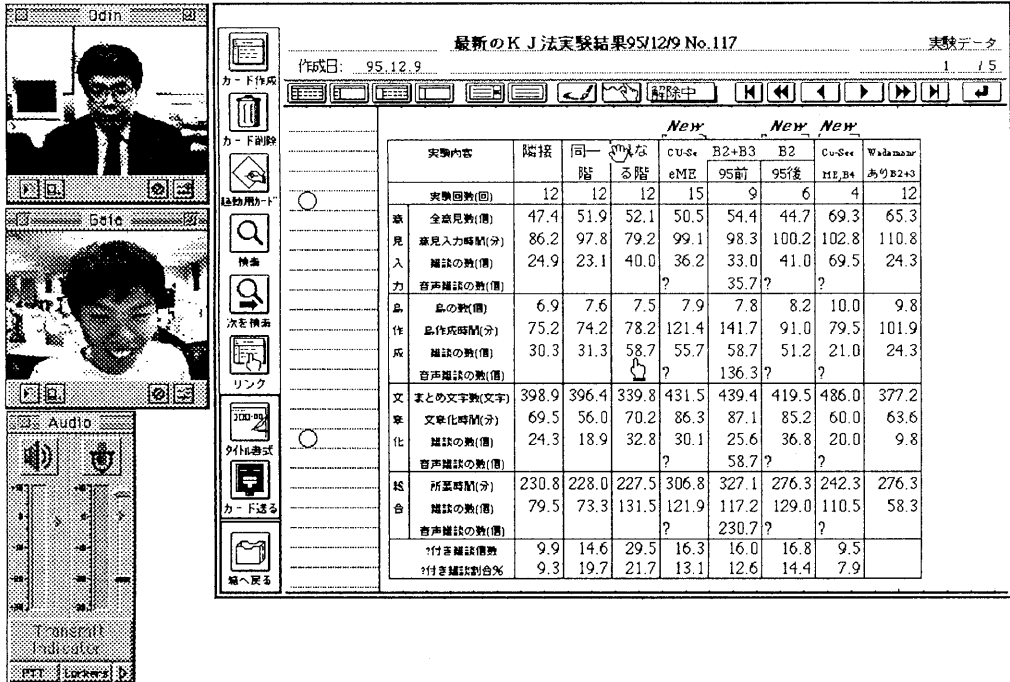 Odin
Gate
Audio
Transmit
Indicator
PTT
Lockers
カード作成
カード削除
検索
次を検索
リンク
タイトル書式
カード送る
箱へ戻る
最新のKJ法実験結果95/12/9 No.117
実験データ
作成日: 95.12.9
1 / 5
解除中
New New New
実験内容 隣接 同一階 る階 CU-Se eME B2+B3 95前 B2 95後 Cu-See ME,B4 Wadaman ありB2+3
実験回数(回) 12 12 12 15 9 6 4 12
意見入力
全意見数(個) 47.4 51.9 52.1 50.5 54.4 44.7 69.3 65.3
意見入力時間(分) 86.2 97.8 79.2 99.1 98.3 100.2 102.8 110.8
雑談の数(個) 24.9 23.1 40.0 36.2 33.0 41.0 69.5 24.3
音声雑談の数(個) ? 35.7 ? ?
島作成
島の数(個) 6.9 7.6 7.5 7.9 7.8 8.2 10.0 9.8
島作成時間(分) 75.2 74.2 78.2 121.4 141.7 91.0 79.5 101.9
雑談の数(個) 30.3 31.3 58.7 55.7 58.7 51.2 21.0 24.3
音声雑談の数(個) ? 136.3 ? ?
文章化
まとめ文字数(文字) 398.9 396.4 339.8 431.5 439.4 419.5 486.0 377.2
文章化時間(分) 69.5 56.0 70.2 86.3 87.1 85.2 60.0 63.6
雑談の数(個) 24.3 18.9 32.8 30.1 25.6 36.8 20.0 9.8
音声雑談の数(個) ? 58.7 ? ?
総合
所要時間(分) 230.8 228.0 227.5 306.8 327.1 276.3 242.3 276.3
雑談の数(個) 79.5 73.3 131.5 121.9 117.2 129.0 110.5 58.3
音声雑談の数(個) ? 230.7 ? ?
?付き雑談個数 9.9 14.6 29.5 16.3 16.0 16.8 9.5
?付き雑談割合% 9.3 19.7 21.7 13.1 12.6 14.4 7.9